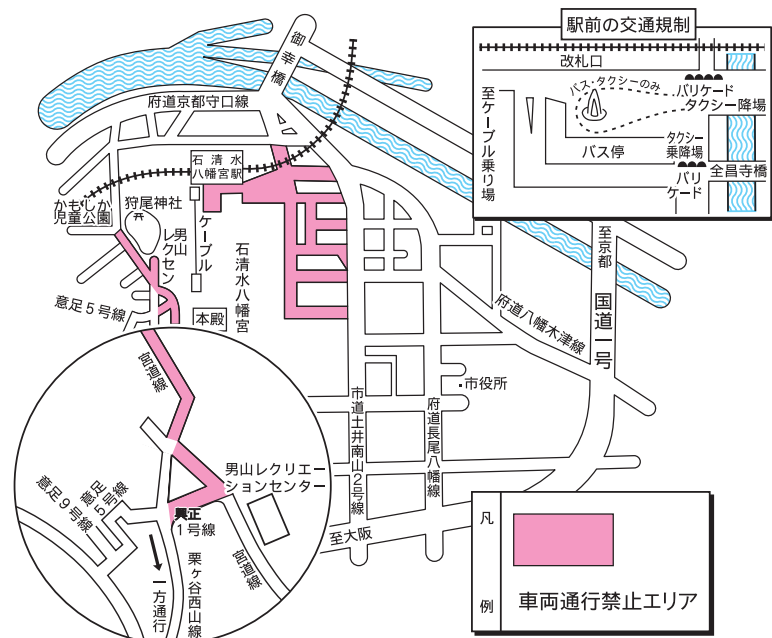 駅前の交通規制
改札口
バス・タクシーのみ
バリケード
タクシー降場
至ケーブル乗り場
タクシー
乗降場
バス停
バリ
ケード
全昌寺橋
御幸橋
府道京都守口線
石清水
八幡宮駅
かもしか
児童公園
狩尾神社
男山
レクセン
ケーブル
石清水八幡宮
本殿
意足5号線
至京都
国道一号
府道八幡木津線
市役所
市道土井南山2号線
府道長尾八幡線
至大阪
宮道線
男山レクリエー
ションセンター
意足5号線
意足9号線
興正
1号線
宮道線
一方通行
栗ヶ谷西山線
凡例
車両通行禁止エリア